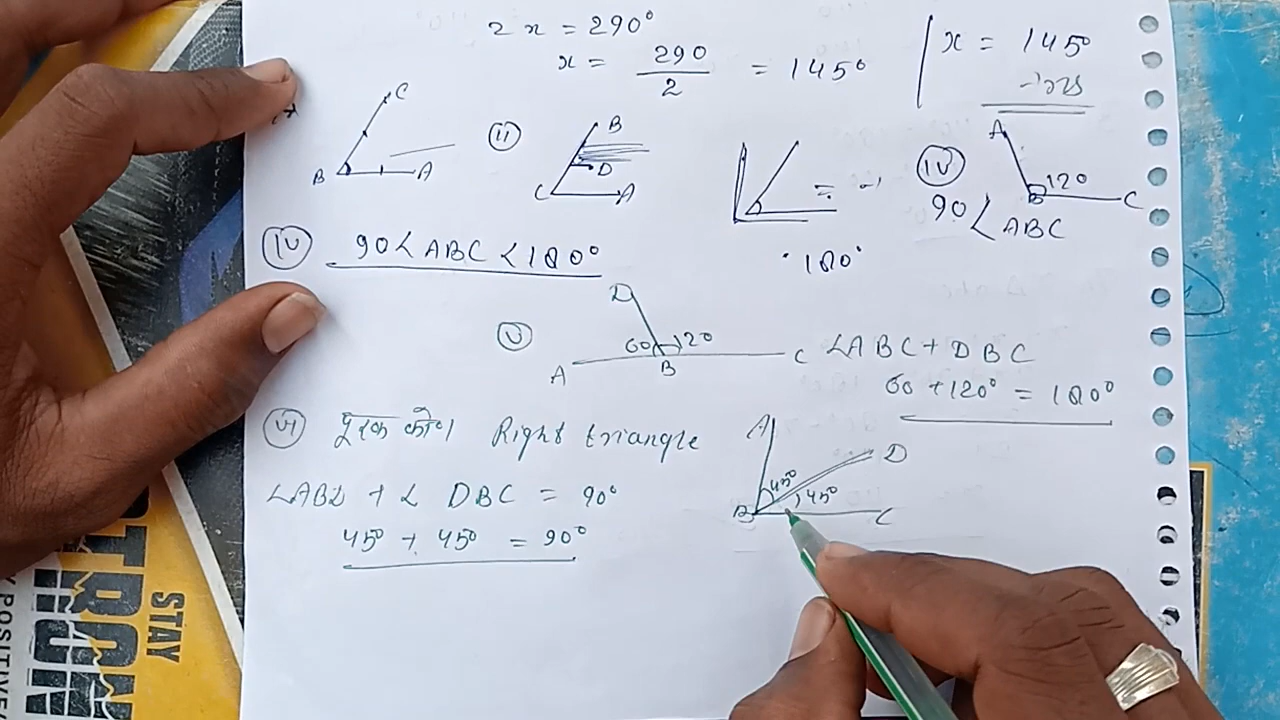 2x = 290°
x = 290/2 = 145°
x = 145°
C
B A
ii
B
D
C A
=
iv
A
120
B C
90 < ABC
iv 90 < ABC < 180°
180°
v
D
60 120
A B C
∠ABC + DBC
60 + 120° = 180°
vi पुरक कोण Right triangle
∠ABD + ∠ DBC = 90°
45° + 45° = 90°
A
D
45°
45°
B C
STAY
POSITIVE